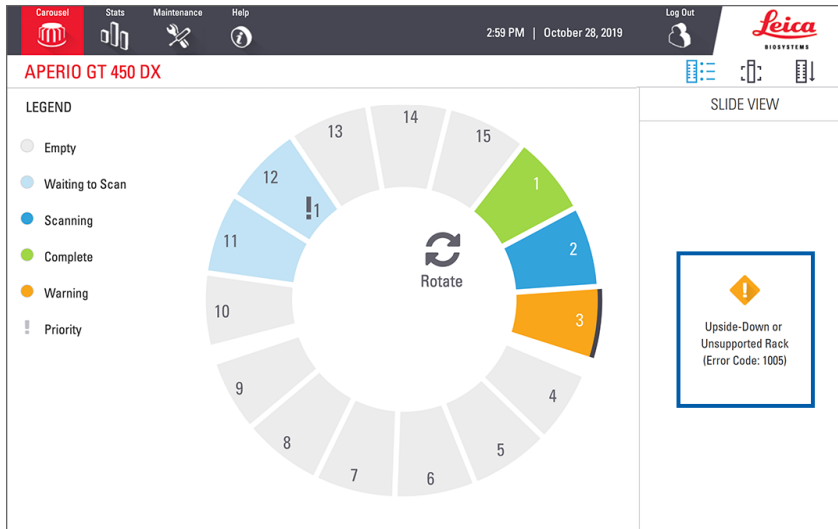 Carousel
Stats
Maintenance
Help
2:59 PM | October 28, 2019
Log Out
Leica
BIOSYSTEMS
APERIO GT 450 DX
LEGEND
Empty
Waiting to Scan
Scanning
Complete
Warning
! Priority
13
14
15
12
!1
1
11
2
Rotate
10
3
9
4
8
5
7
6
SLIDE VIEW
!
Upside-Down or
Unsupported Rack
(Error Code: 1005)